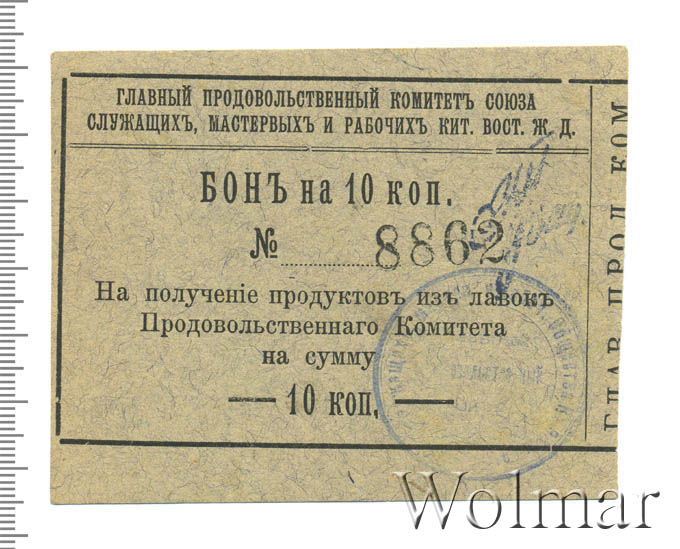 ГЛАВНЫЙ ПРОДОВОЛЬСТВЕННЫЙ КОМИТЕТЪ СОЮЗА
СЛУЖАЩИХЪ, МАСТЕРВЫХЪ И РАБОЧИХЪ КИТ. ВОСТ. Ж. Д.
БОНЪ на 10 коп.
№ 8862
На полученіе продуктовъ изъ лавокъ
Продовольственнаго Комитета
на сумму
10 коп.
ГЛАВ. ПРОД. КОМ.
Wolmar